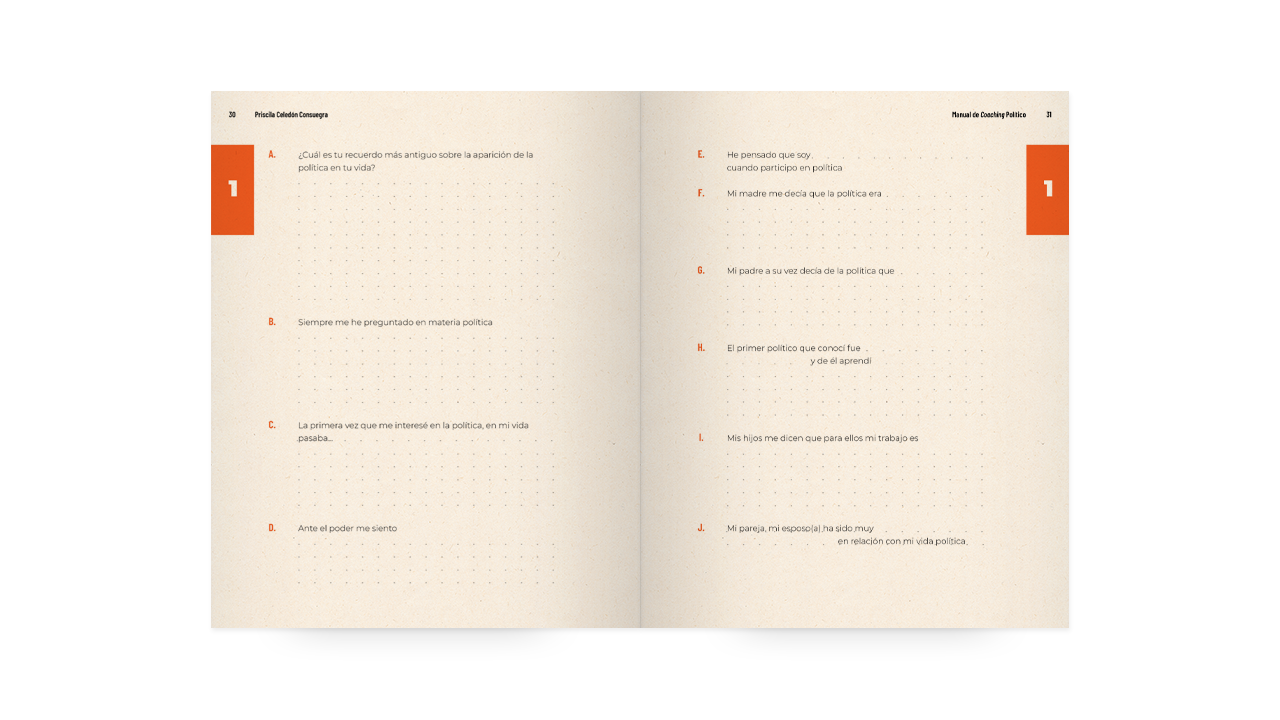 30 Priscila Celedón Consuegra
1
A. ¿Cuál es tu recuerdo más antiguo sobre la aparición de la
política en tu vida?
B. Siempre me he preguntado en materia política
C. La primera vez que me interesé en la política, en mi vida
pasaba...
D. Ante el poder me siento
Manual de Coaching Político 31
1
E. He pensado que soy
cuando participo en política
F. Mi madre me decía que la política era
G. Mi padre a su vez decía de la política que
H. El primer político que conocí fue
y de él aprendí
I. Mis hijos me dicen que para ellos mi trabajo es
J. Mi pareja, mi esposo(a) ha sido muy
en relación con mi vida política